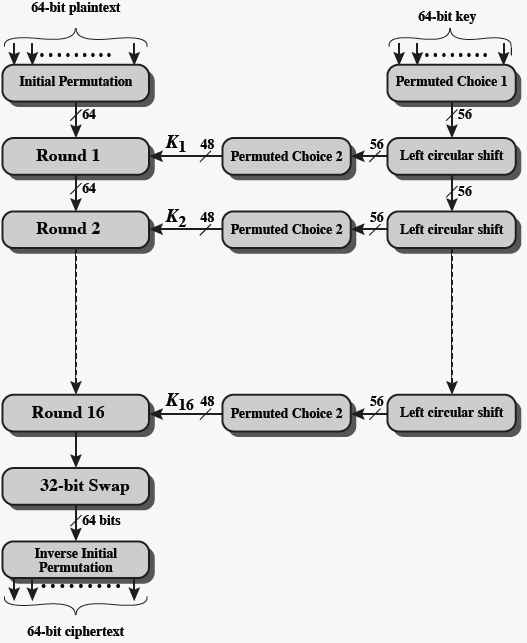 64-bit plaintext
64-bit key
Initial Permutation
Permuted Choice 1
64
56
K1
48
56
Round 1
Permuted Choice 2
Left circular shift
64
56
K2
48
56
Round 2
Permuted Choice 2
Left circular shift
K16
48
56
Round 16
Permuted Choice 2
Left circular shift
32-bit Swap
64 bits
Inverse Initial
Permutation
64-bit ciphertext